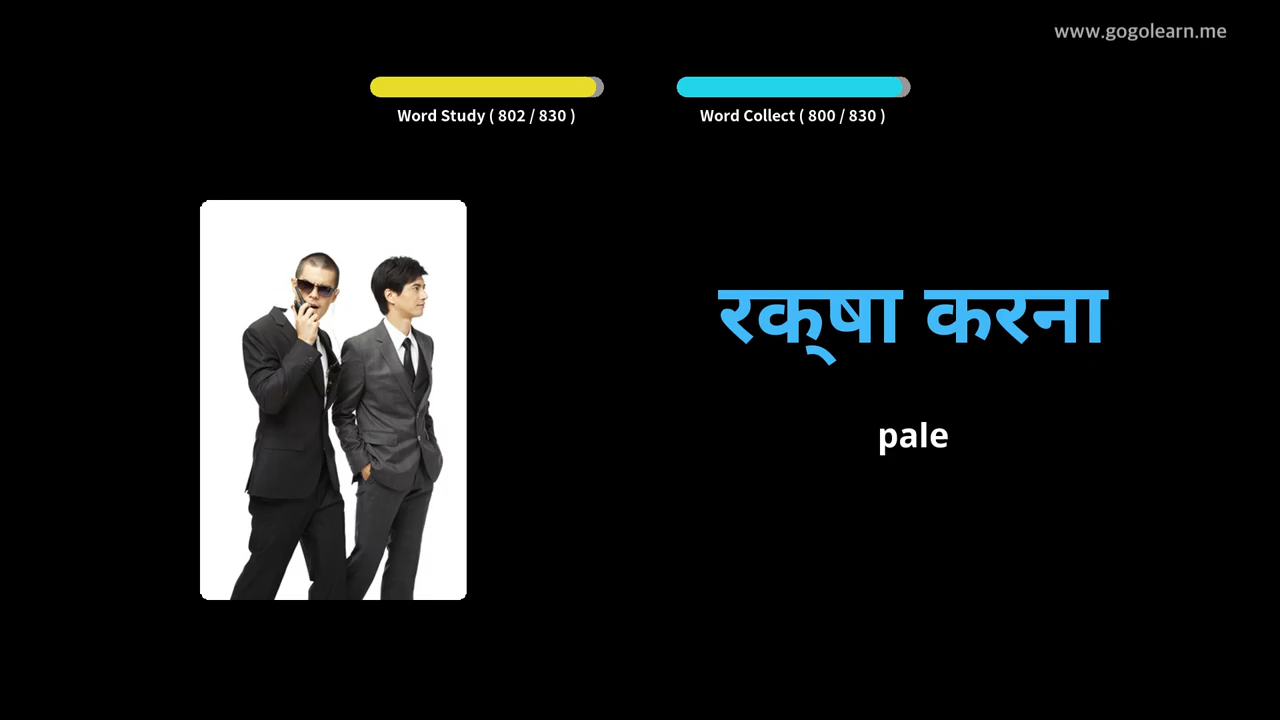 www.gogolearn.me
Word Study ( 802 / 830 )
Word Collect ( 800 / 830 )
रक्‌षा करना
pale